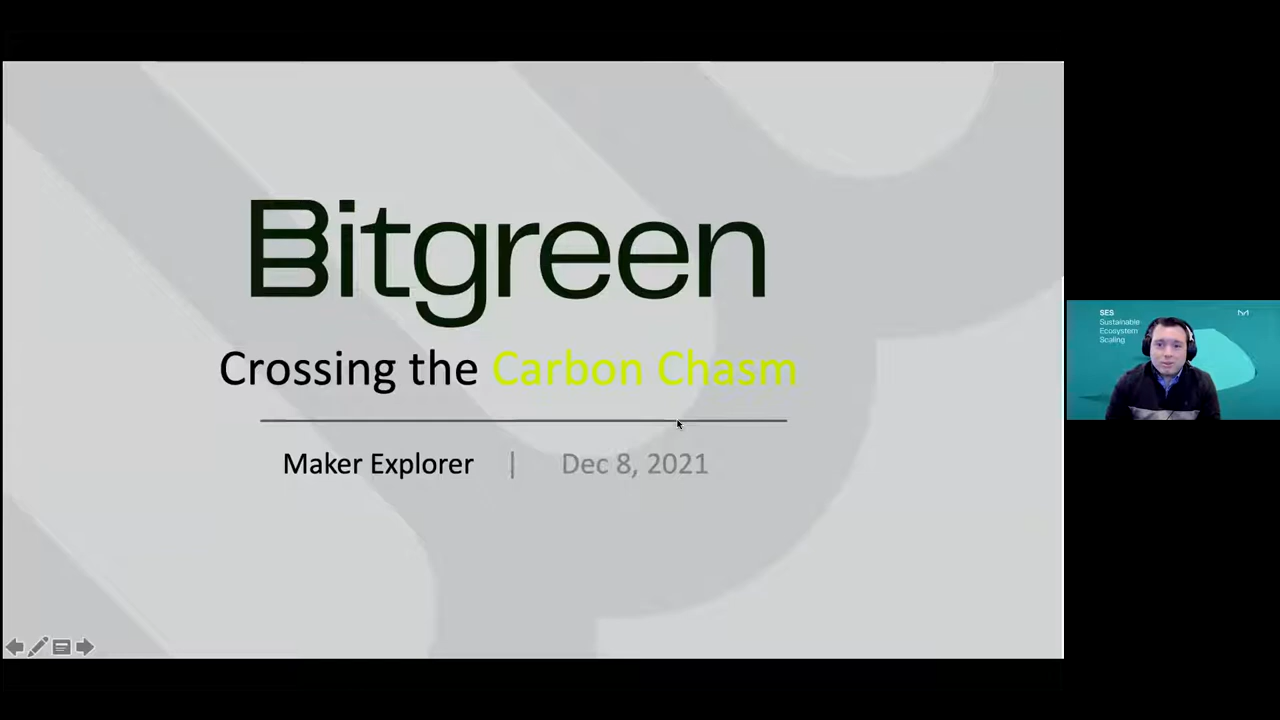 Bitgreen
Crossing the Carbon Chasm
Maker Explorer | Dec 8, 2021
SES
Sustainable
Ecosystem
Scaling